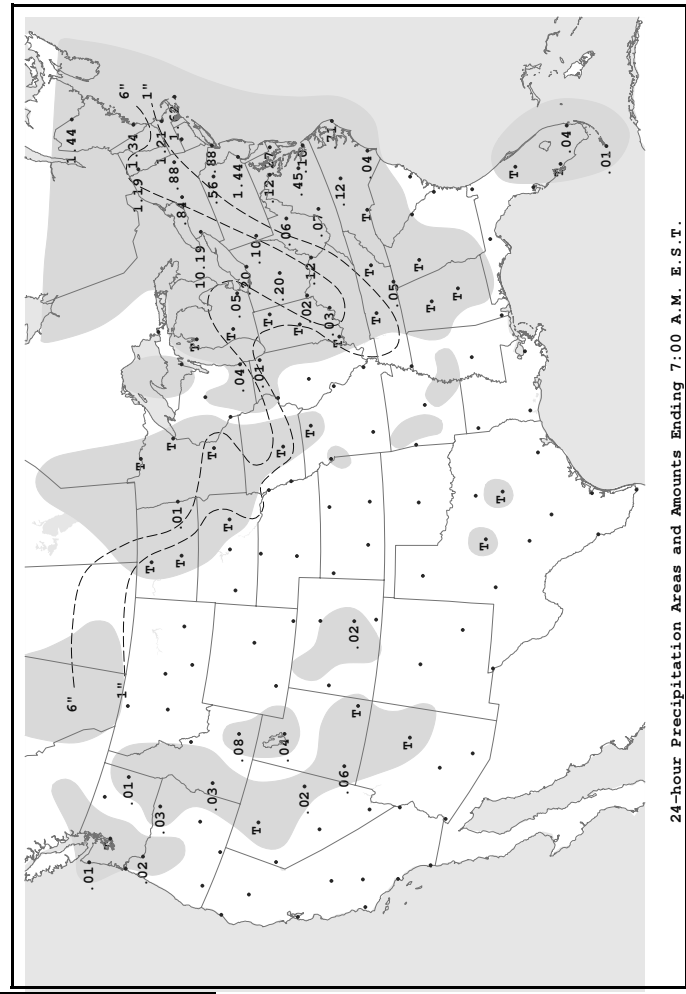 6"
1.44
.01
1"
6"
.01
1.19
1.34
T
.02
1"
T
.03
1.21
T
T
.88
.01
.84
T
10.19
T
.03
T
.56
.88
T
T
.08
.05
.04
1.44
.20
.10
T
.01
T
.12
.27
T
.20
.04
.06
T
.45
.02
T
.02
T
.12
.07
T
.03
.71
T
.12
.06
.02
T
T
T
.04
T
.05
T
T
T
T
T
T
T
T
.04
.01
24-hour Precipitation Areas and Amounts Ending 7:00 A.M. E.S.T.